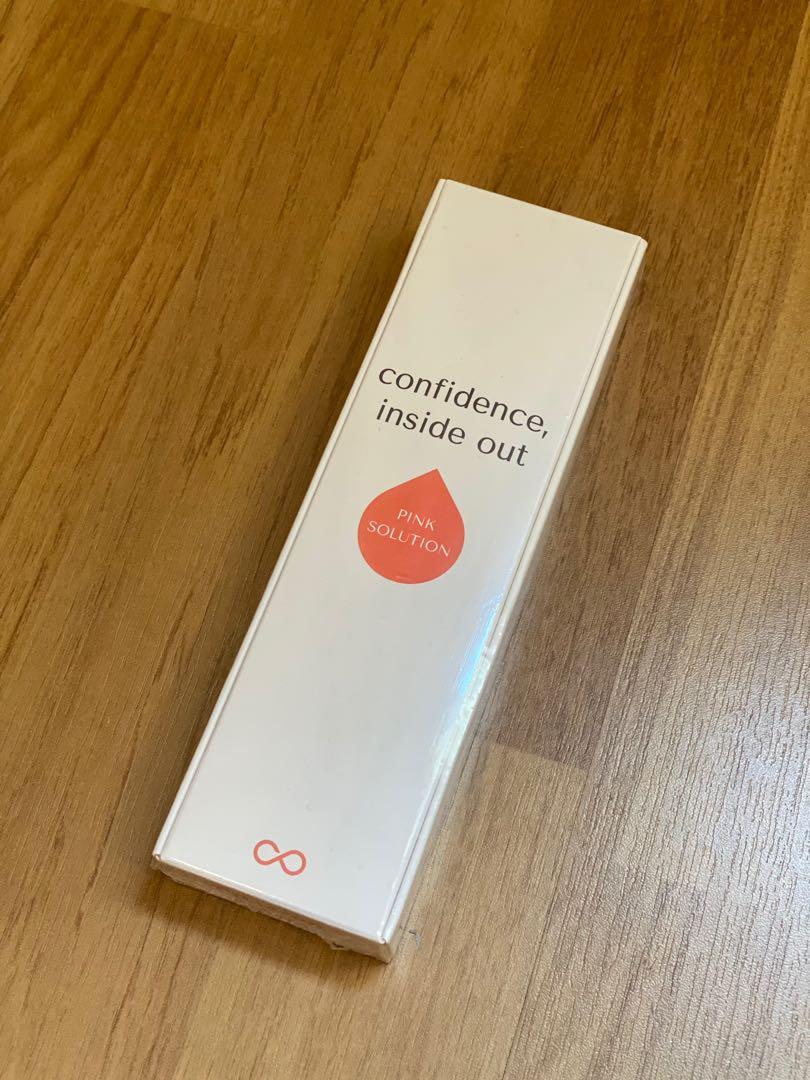 confidence,
inside out
PINK
SOLUTION